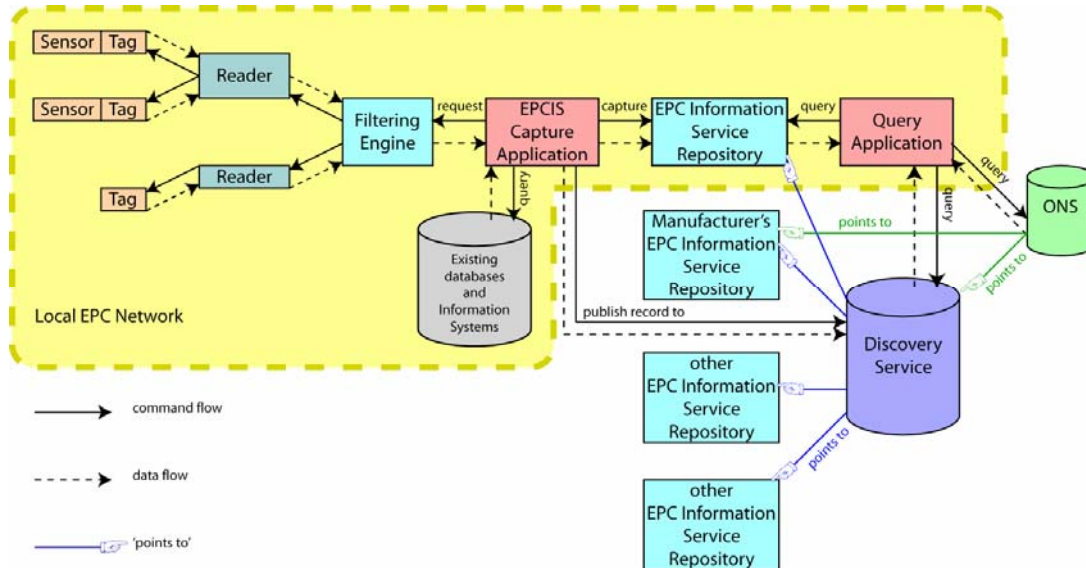 Sensor Tag
Reader
Sensor Tag
Filtering
Engine
request
EPCIS
Capture
Application
capture
EPC Information
Service
Repository
query
Query
Application
query
ONS
Reader
Tag
query
query
Existing
databases
and
Information
Systems
Manufacturer's
EPC Information
Service
Repository
points to
points to
Local EPC Network
publish record to
Discovery
Service
other
EPC Information
Service
Repository
points to
other
EPC Information
Service
Repository
command flow
data flow
'points to'